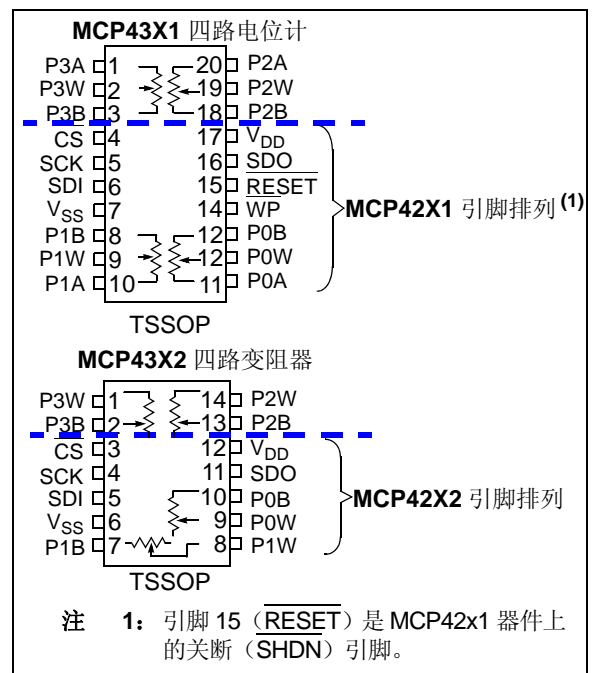 MCP43X1 四路电位计
P3A 1 20 P2A
P3W 2 19 P2W
P3B 3 18 P2B
CS 4 17 VDD
SCK 5 16 SDO
SDI 6 15 RESET
VSS 7 14 WP
P1B 8 12 P0B
P1W 9 12 P0W
P1A 10 11 P0A
MCP42X1 引脚排列 (1)
TSSOP
MCP43X2 四路变阻器
P3W 1 14 P2W
P3B 2 13 P2B
CS 3 12 VDD
SCK 4 11 SDO
SDI 5 10 P0B
VSS 6 9 P0W
P1B 7 8 P1W
MCP42X2 引脚排列
TSSOP
注 1: 引脚 15（RESET）是 MCP42x1 器件上
的关断（SHDN）引脚。